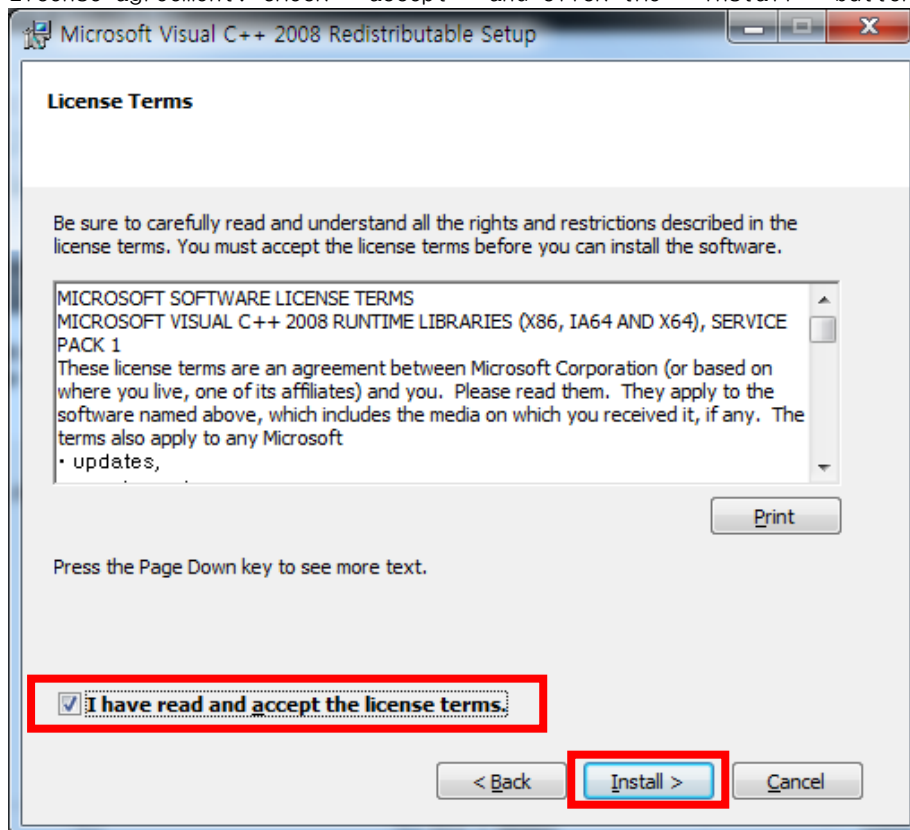 Microsoft Visual C++ 2008 Redistributable Setup
License Terms
Be sure to carefully read and understand all the rights and restrictions described in the
license terms. You must accept the license terms before you can install the software.
MICROSOFT SOFTWARE LICENSE TERMS
MICROSOFT VISUAL C++ 2008 RUNTIME LIBRARIES (X86, IA64 AND X64), SERVICE
PACK 1
These license terms are an agreement between Microsoft Corporation (or based on
where you live, one of its affiliates) and you.  Please read them.  They apply to the
software named above, which includes the media on which you received it, if any.  The
terms also apply to any Microsoft
• updates,
Print
Press the Page Down key to see more text.
I have read and accept the license terms.
< Back Install > Cancel